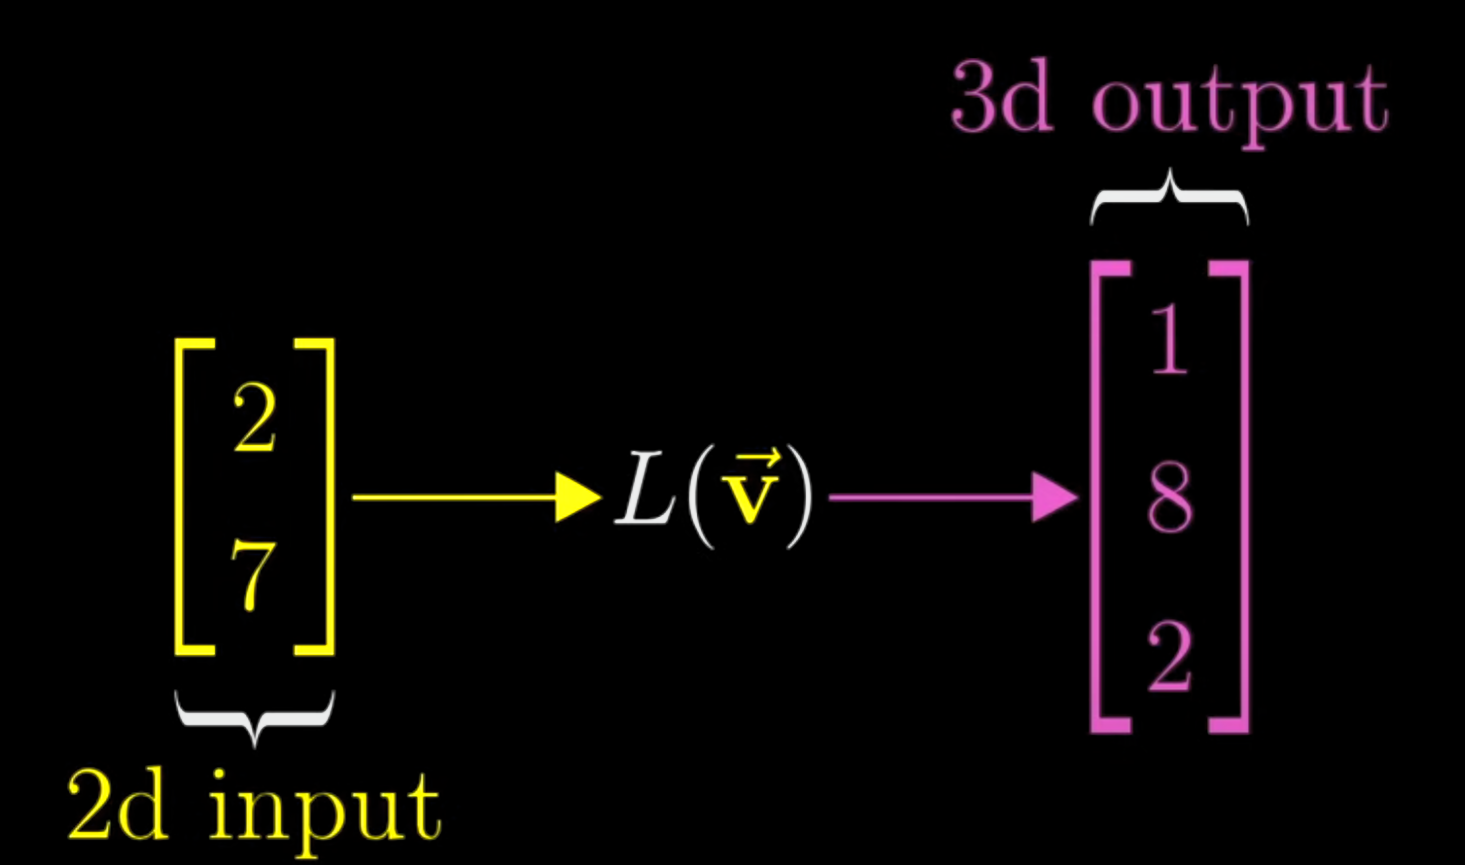 3d output
[2 7]
L(v⃗)
[1 8 2]
2d input